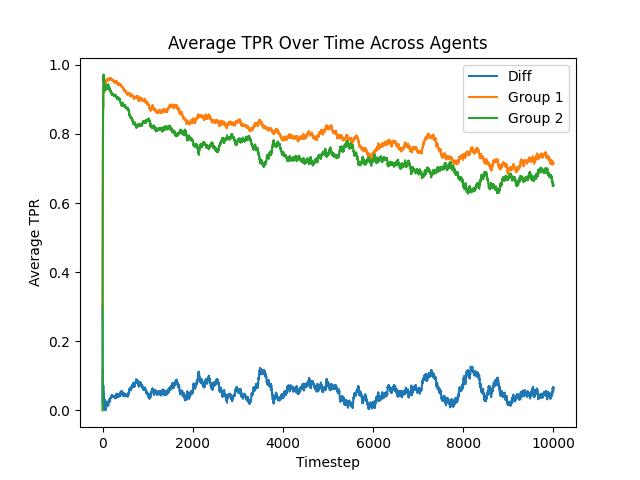 Average TPR Over Time Across Agents
1.0
0.8
0.6
0.4
0.2
0.0
Average TPR
Diff
Group 1
Group 2
0 2000 4000 6000 8000 10000
Timestep